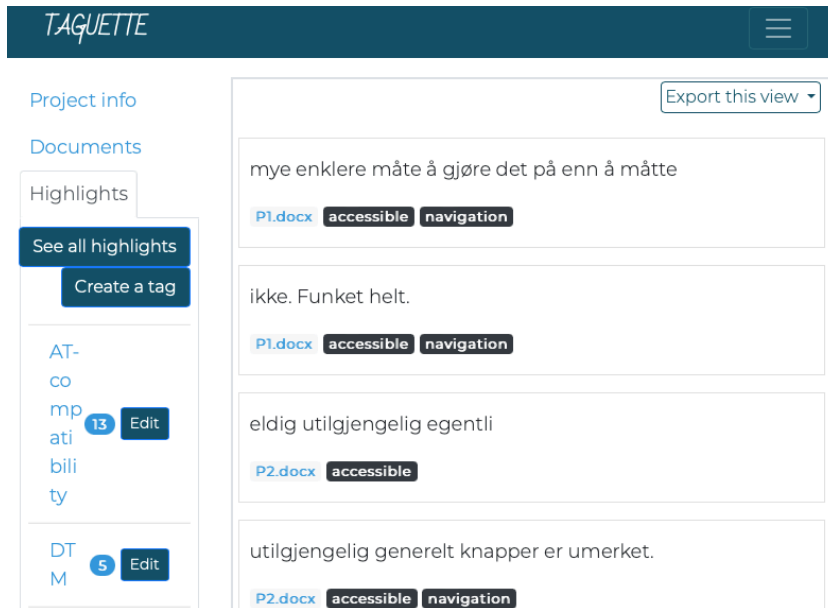 TAGUETTE
Project info
Documents
Highlights
See all highlights
Create a tag
AT-
co
mp
ati
bili
ty
13
Edit
DT
M
5
Edit
Export this view
mye enklere måte å gjøre det på enn å måtte
P1.docx accessible navigation
ikke. Funket helt.
P1.docx accessible navigation
eldig utilgjengelig egentli
P2.docx accessible
utilgjengelig generelt knapper er umerket.
P2.docx accessible navigation